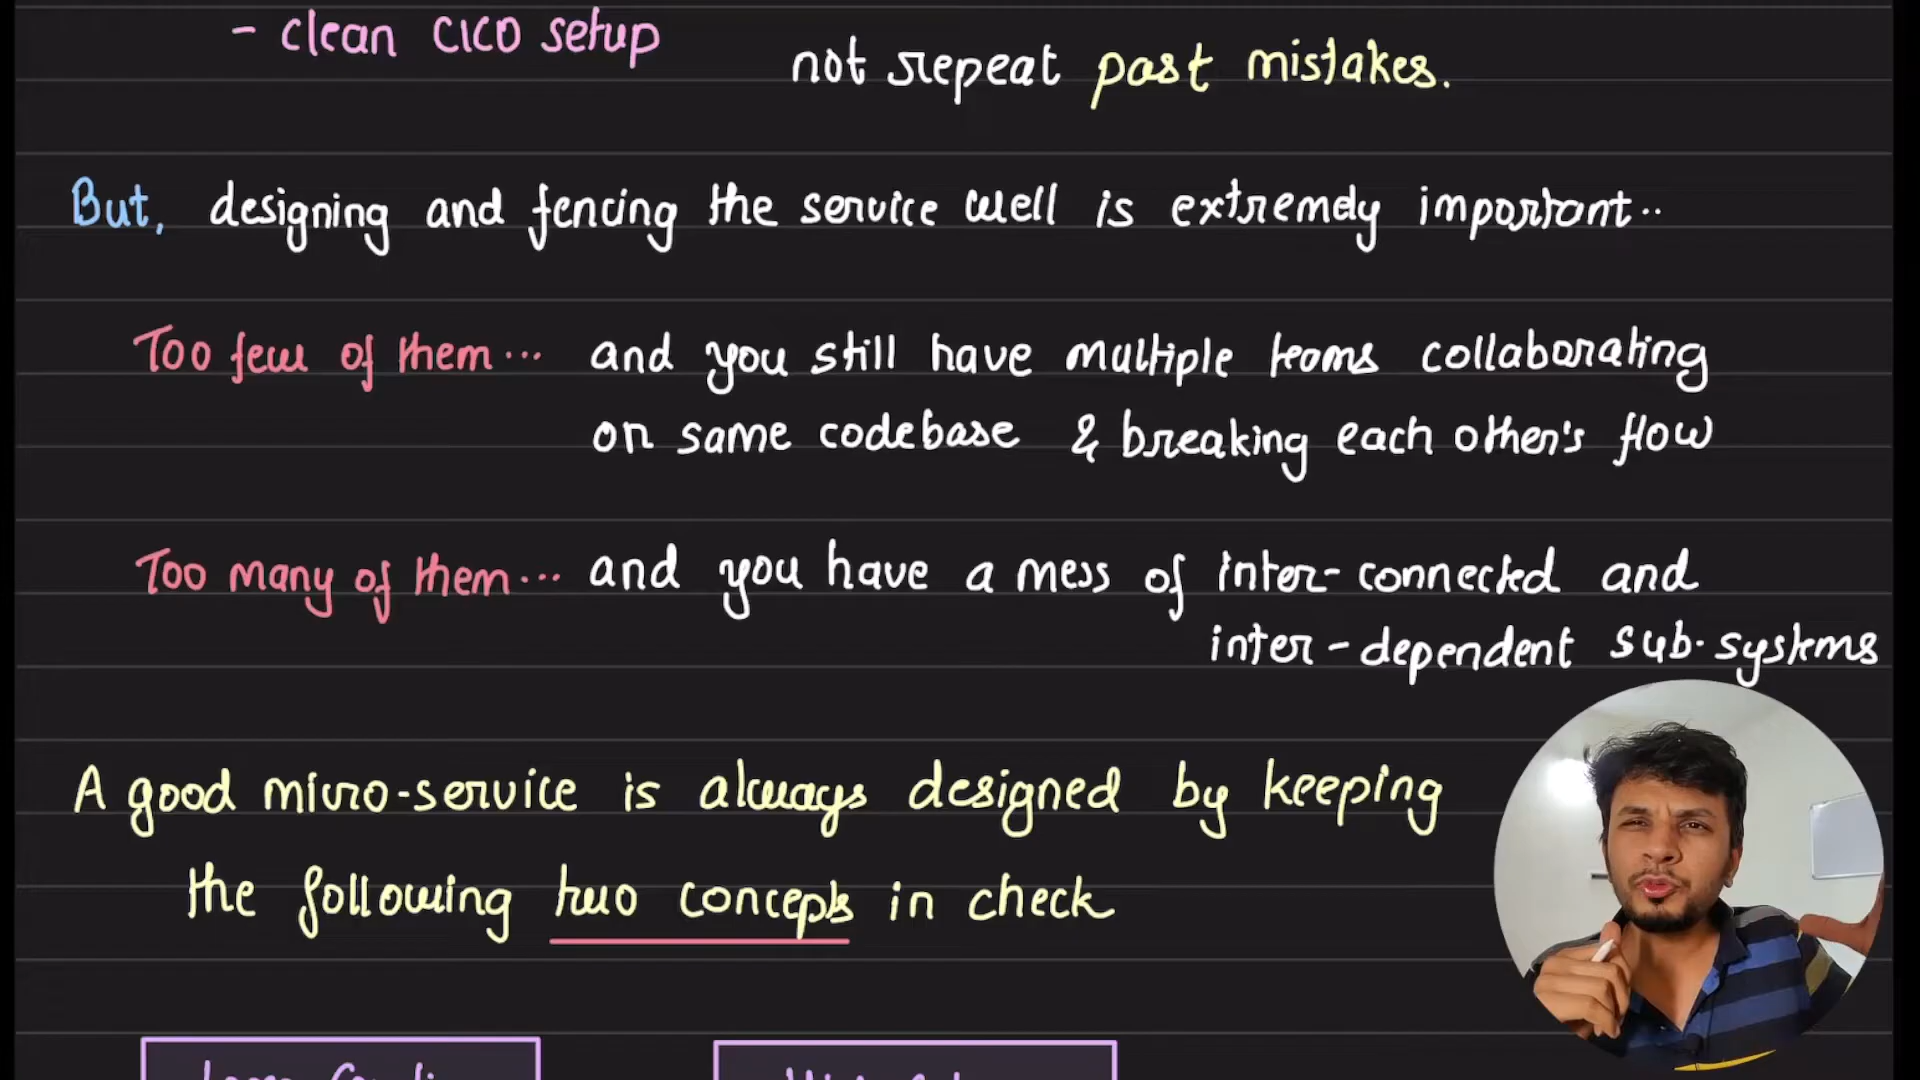 - clean CICD setup
not repeat past mistakes.
But, designing and fencing the service well is extremely important..
Too few of them... and you still have multiple teams collaborating
on same codebase & breaking each other's flow
Too many of them... and you have a mess of inter-connected and
inter-dependent sub-systems
A good micro-service is always designed by keeping
the following two concepts in check